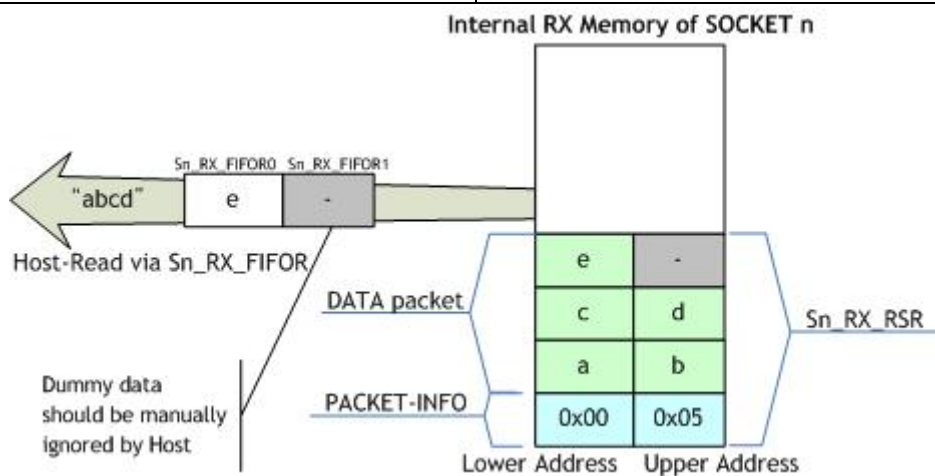 Internal RX Memory of SOCKET n
Sn_RX_FIFOR0 Sn_RX_FIFOR1
"abcd" e -
Host-Read via Sn_RX_FIFOR
e -
DATA packet
c d
Sn_RX_RSR
a b
Dummy data
should be manually
ignored by Host
PACKET-INFO
0x00 0x05
Lower Address Upper Address